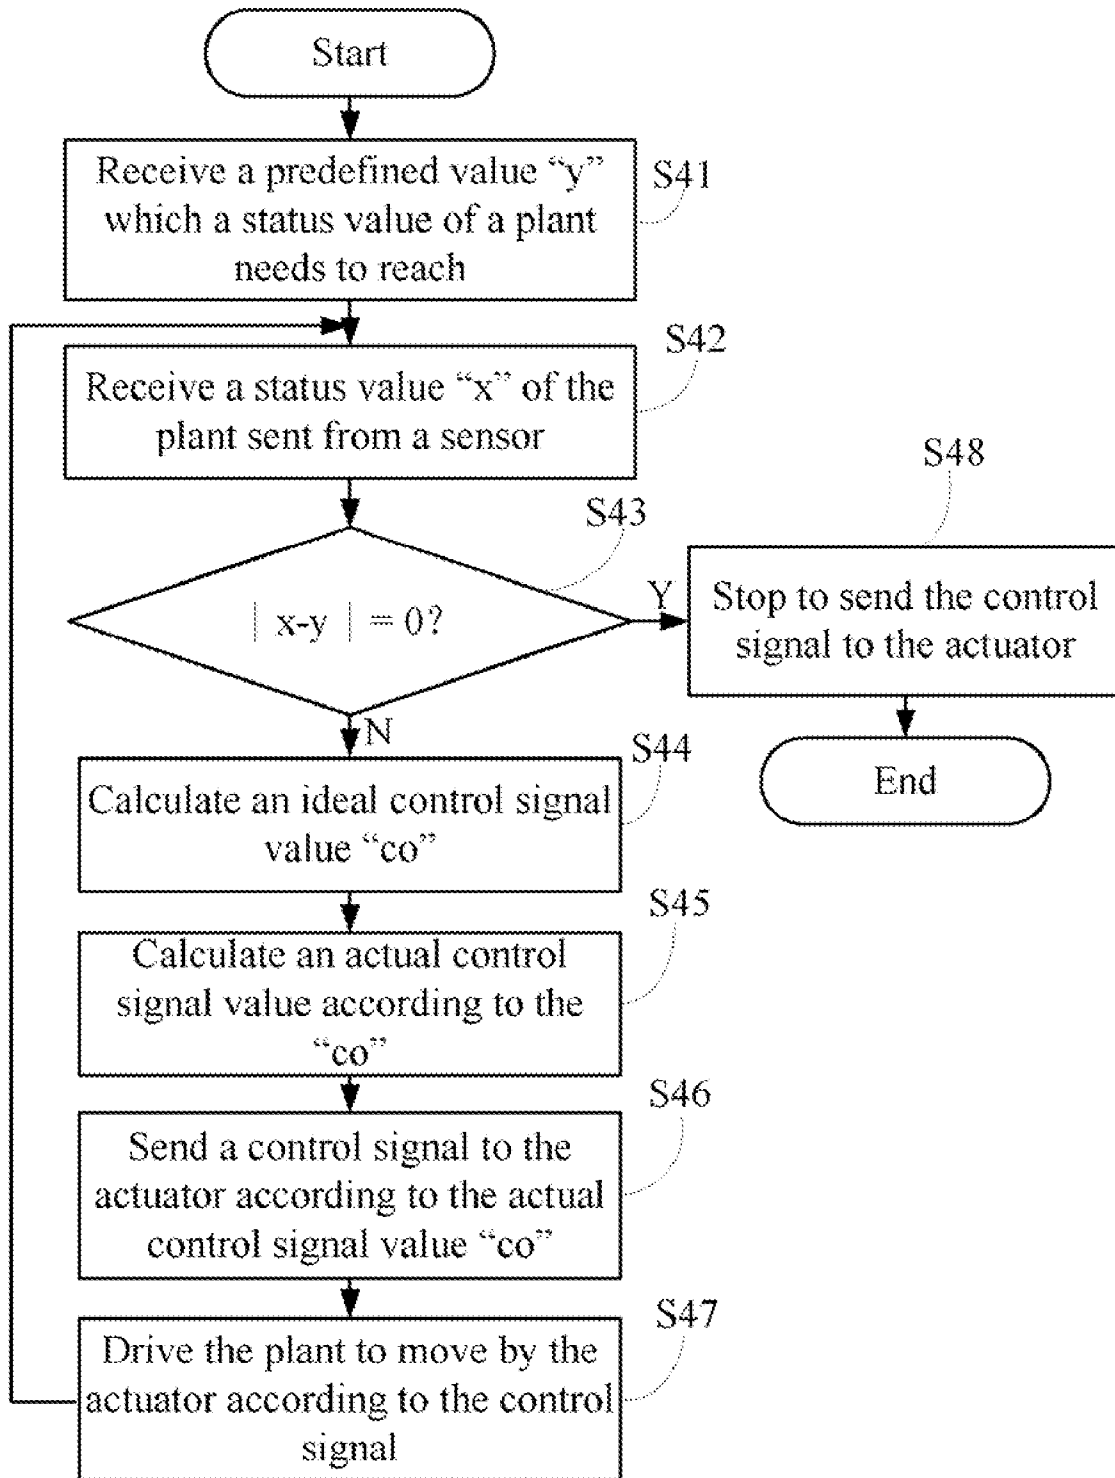 Start
Receive a predefined value “y”
which a status value of a plant
needs to reach
S41
Receive a status value “x” of the
plant sent from a sensor
S42
| x-y | = 0?
S43
Y
N
Stop to send the control
signal to the actuator
S48
End
Calculate an ideal control signal
value “co”
S44
Calculate an actual control
signal value according to the
“co”
S45
Send a control signal to the
actuator according to the actual
control signal value “co”
S46
Drive the plant to move by the
actuator according to the control
signal
S47